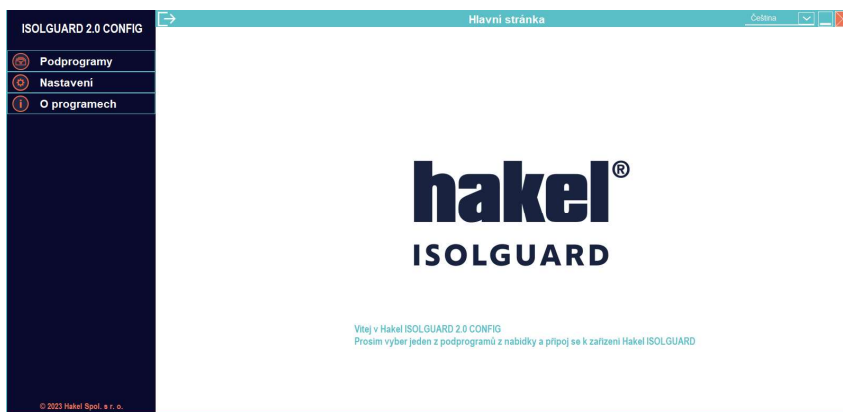 ISOLGUARD 2.0 CONFIG
Hlavní stránka
Čeština
Podprogramy
Nastavení
O programech
hakel®
ISOLGUARD
Vítej v Hakel ISOLGUARD 2.0 CONFIG
Prosím vyber jeden z podprogramů z nabídky a připoj se k zařízení Hakel ISOLGUARD
© 2023 Hakel Spol. s r. o.